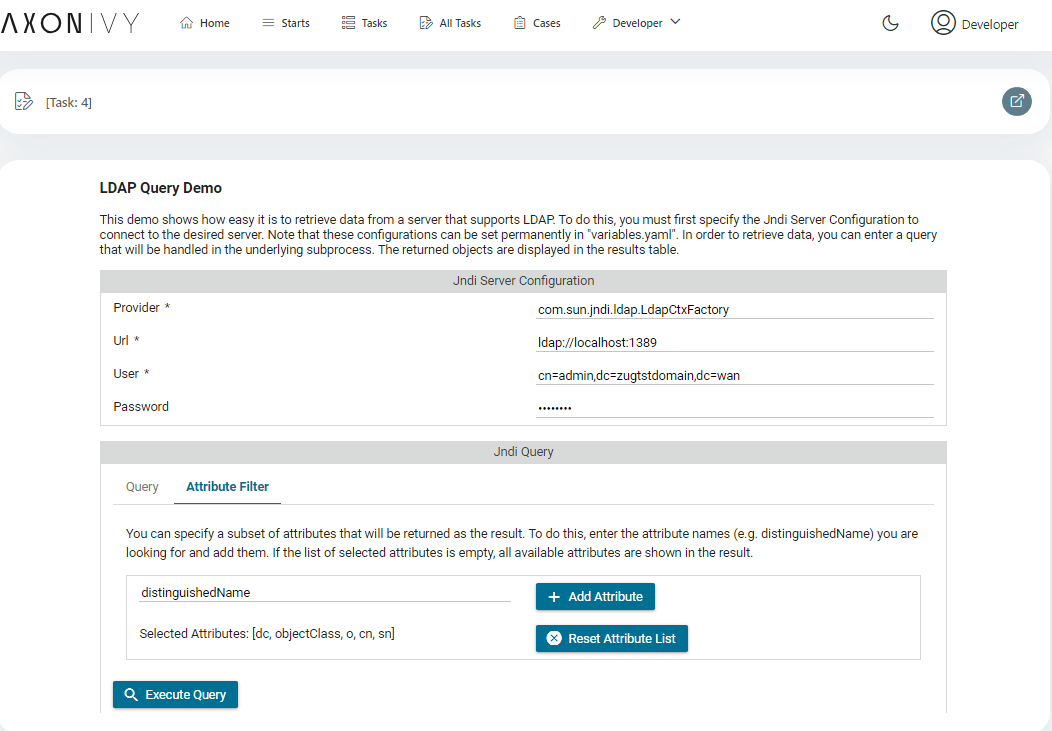 AXONIVY Home Starts Tasks All Tasks Cases Developer Developer
[Task: 4]
LDAP Query Demo
This demo shows how easy it is to retrieve data from a server that supports LDAP. To do this, you must first specify the Jndi Server Configuration to
connect to the desired server. Note that these configurations can be set permanently in "variables.yaml". In order to retrieve data, you can enter a query
that will be handled in the underlying subprocess. The returned objects are displayed in the results table.
Jndi Server Configuration
Provider * com.sun.jndi.ldap.LdapCtxFactory
Url * ldap://localhost:1389
User * cn=admin,dc=zugtstdomain,dc=wan
Password ••••••••
Jndi Query
Query Attribute Filter
You can specify a subset of attributes that will be returned as the result. To do this, enter the attribute names (e.g. distinguishedName) you are
looking for and add them. If the list of selected attributes is empty, all available attributes are shown in the result.
distinguishedName Add Attribute
Selected Attributes: [dc, objectClass, o, cn, sn] Reset Attribute List
Execute Query